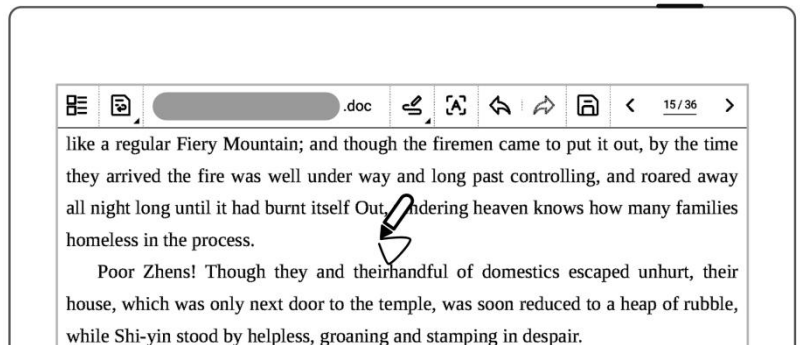 .doc 15 / 36
like a regular Fiery Mountain; and though the firemen came to put it out, by the time
they arrived the fire was well under way and long past controlling, and roared away
all night long until it had burnt itself Out, ndering heaven knows how many families
homeless in the process.
Poor Zhens! Though they and theirhandful of domestics escaped unhurt, their
house, which was only next door to the temple, was soon reduced to a heap of rubble,
while Shi-yin stood by helpless, groaning and stamping in despair.